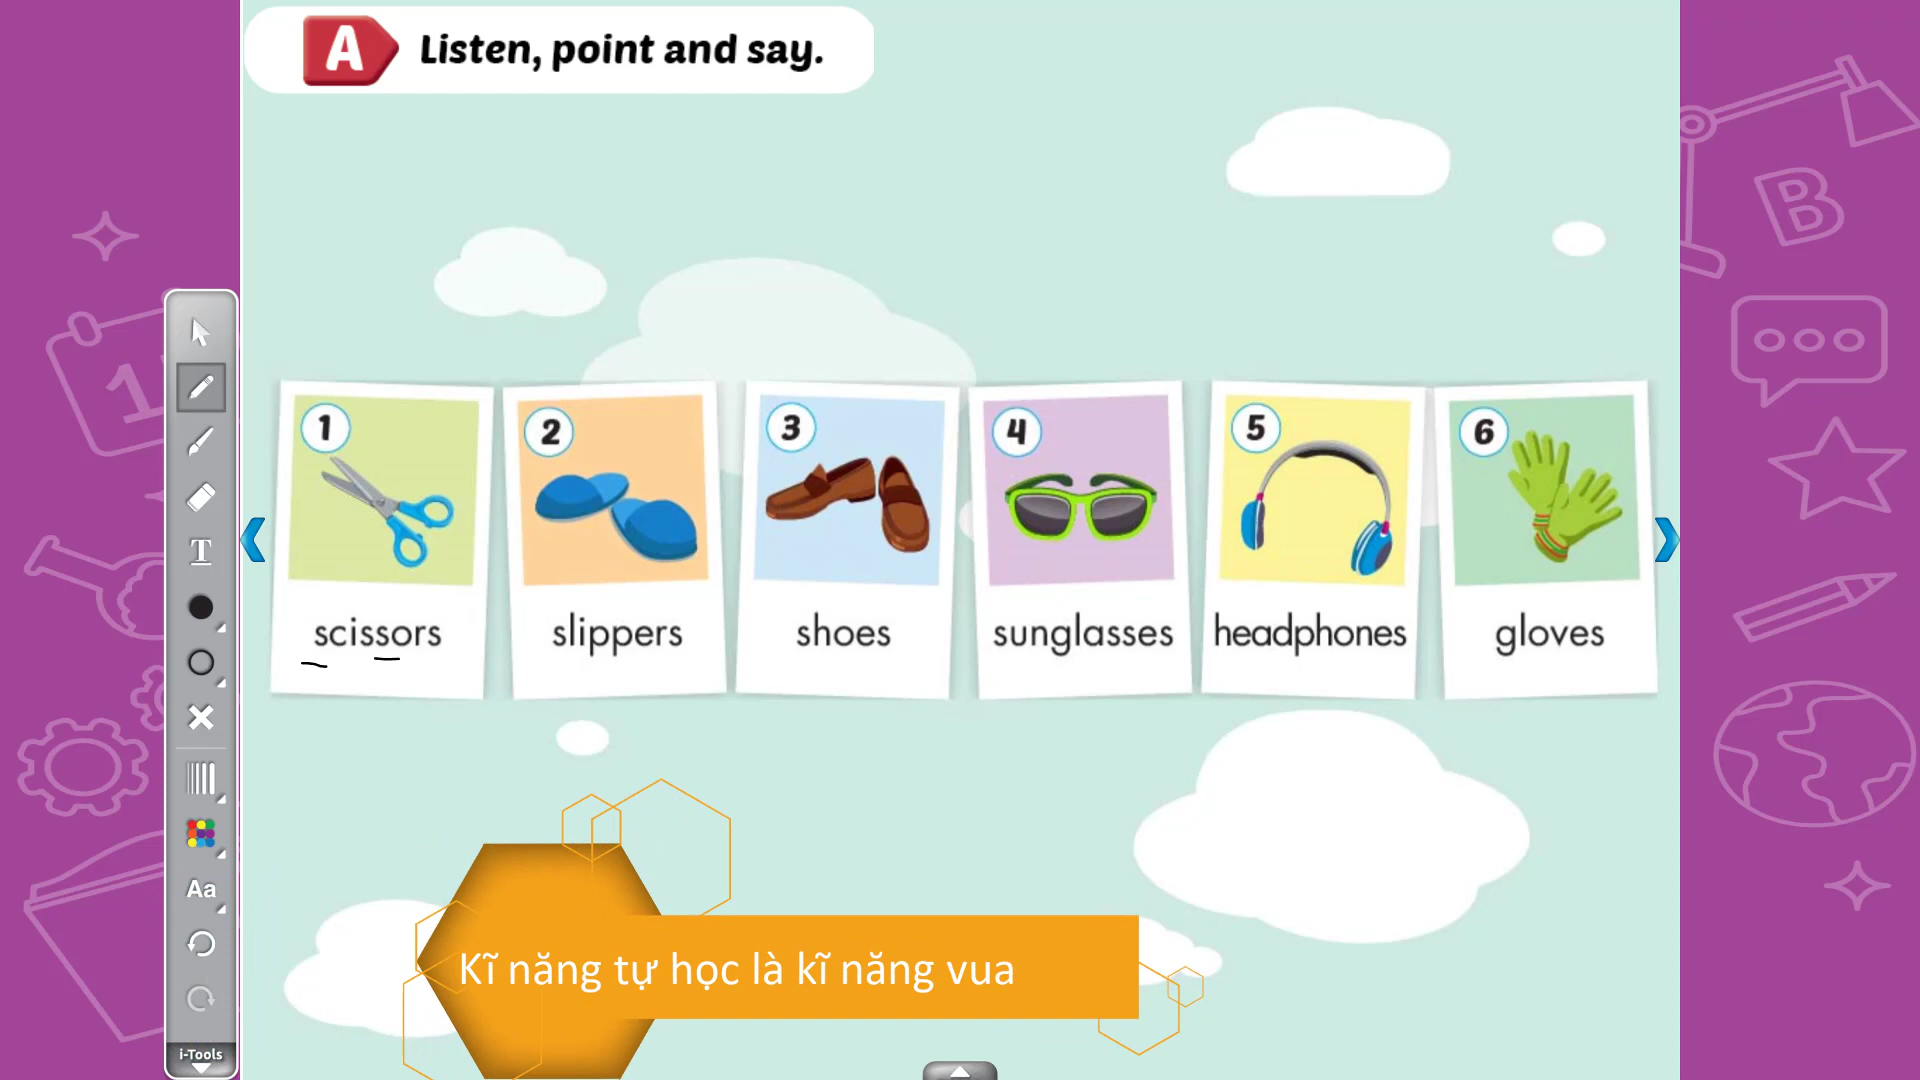 A Listen, point and say.
1
2
3
4
5
6
scissors
slippers
shoes
sunglasses
headphones
gloves
Kĩ năng tự học là kĩ năng vua
T
Aa
i-Tools
1
B